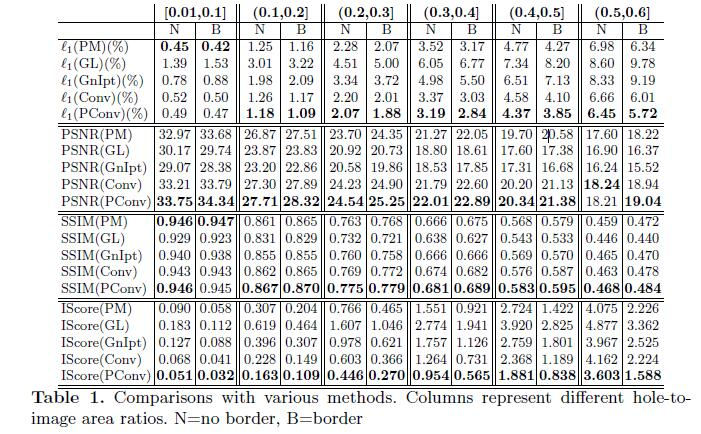 [0.01,0.1] (0.1,0.2] (0.2,0.3] (0.3,0.4] (0.4,0.5] (0.5,0.6]
N B N B N B N B N B N B
ℓ1(PM)(%) 0.45 0.42 1.25 1.16 2.28 2.07 3.52 3.17 4.77 4.27 6.98 6.34
ℓ1(GL)(%) 1.39 1.53 3.01 3.22 4.51 5.00 6.05 6.77 7.34 8.20 8.60 9.78
ℓ1(GnIpt)(%) 0.78 0.88 1.98 2.09 3.34 3.72 4.98 5.50 6.51 7.13 8.33 9.19
ℓ1(Conv)(%) 0.52 0.50 1.26 1.17 2.20 2.01 3.37 3.03 4.58 4.10 6.66 6.01
ℓ1(PConv)(%) 0.49 0.47 1.18 1.09 2.07 1.88 3.19 2.84 4.37 3.85 6.45 5.72
PSNR(PM) 32.97 33.68 26.87 27.51 23.70 24.35 21.27 22.05 19.70 20.58 17.60 18.22
PSNR(GL) 30.17 29.74 23.87 23.83 20.92 20.73 18.80 18.61 17.60 17.38 16.90 16.37
PSNR(GnIpt) 29.07 28.38 23.20 22.86 20.58 19.86 18.53 17.85 17.31 16.68 16.24 15.52
PSNR(Conv) 33.21 33.79 27.30 27.89 24.23 24.90 21.79 22.60 20.20 21.13 18.24 18.94
PSNR(PConv) 33.75 34.34 27.71 28.32 24.54 25.25 22.01 22.89 20.34 21.38 18.21 19.04
SSIM(PM) 0.946 0.947 0.861 0.865 0.763 0.768 0.666 0.675 0.568 0.579 0.459 0.472
SSIM(GL) 0.929 0.923 0.831 0.829 0.732 0.721 0.638 0.627 0.543 0.533 0.446 0.440
SSIM(GnIpt) 0.940 0.938 0.855 0.855 0.760 0.758 0.666 0.666 0.569 0.570 0.465 0.470
SSIM(Conv) 0.943 0.943 0.862 0.865 0.769 0.772 0.674 0.682 0.576 0.587 0.463 0.478
SSIM(PConv) 0.946 0.945 0.867 0.870 0.775 0.779 0.681 0.689 0.583 0.595 0.468 0.484
IScore(PM) 0.090 0.058 0.307 0.204 0.766 0.465 1.551 0.921 2.724 1.422 4.075 2.226
IScore(GL) 0.183 0.112 0.619 0.464 1.607 1.046 2.774 1.941 3.920 2.825 4.877 3.362
IScore(GnIpt) 0.127 0.088 0.396 0.307 0.978 0.621 1.757 1.126 2.759 1.801 3.967 2.525
IScore(Conv) 0.068 0.041 0.228 0.149 0.603 0.366 1.264 0.731 2.368 1.189 4.162 2.224
IScore(PConv) 0.051 0.032 0.163 0.109 0.446 0.270 0.954 0.565 1.881 0.838 3.603 1.588
Table 1. Comparisons with various methods. Columns represent different hole-to-
image area ratios. N=no border, B=border